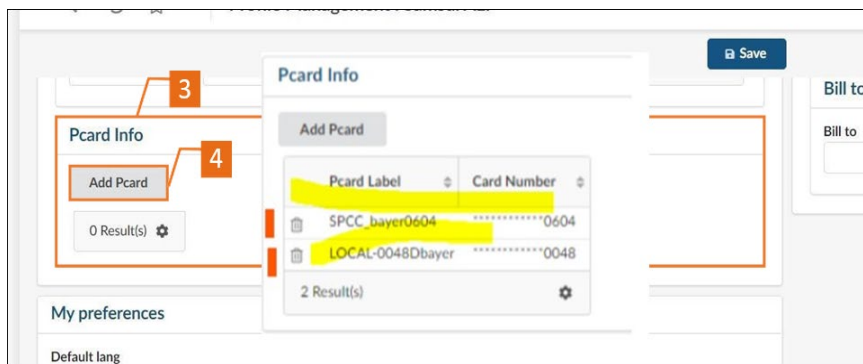 Save
3
Pcard Info
Add Pcard
4
0 Result(s)
Pcard Info
Add Pcard
Pcard Label Card Number
SPCC_bayer0604 ************0604
LOCAL-0048Dbayer ************0048
2 Result(s)
Bill to
Bill to
My preferences
Default lang